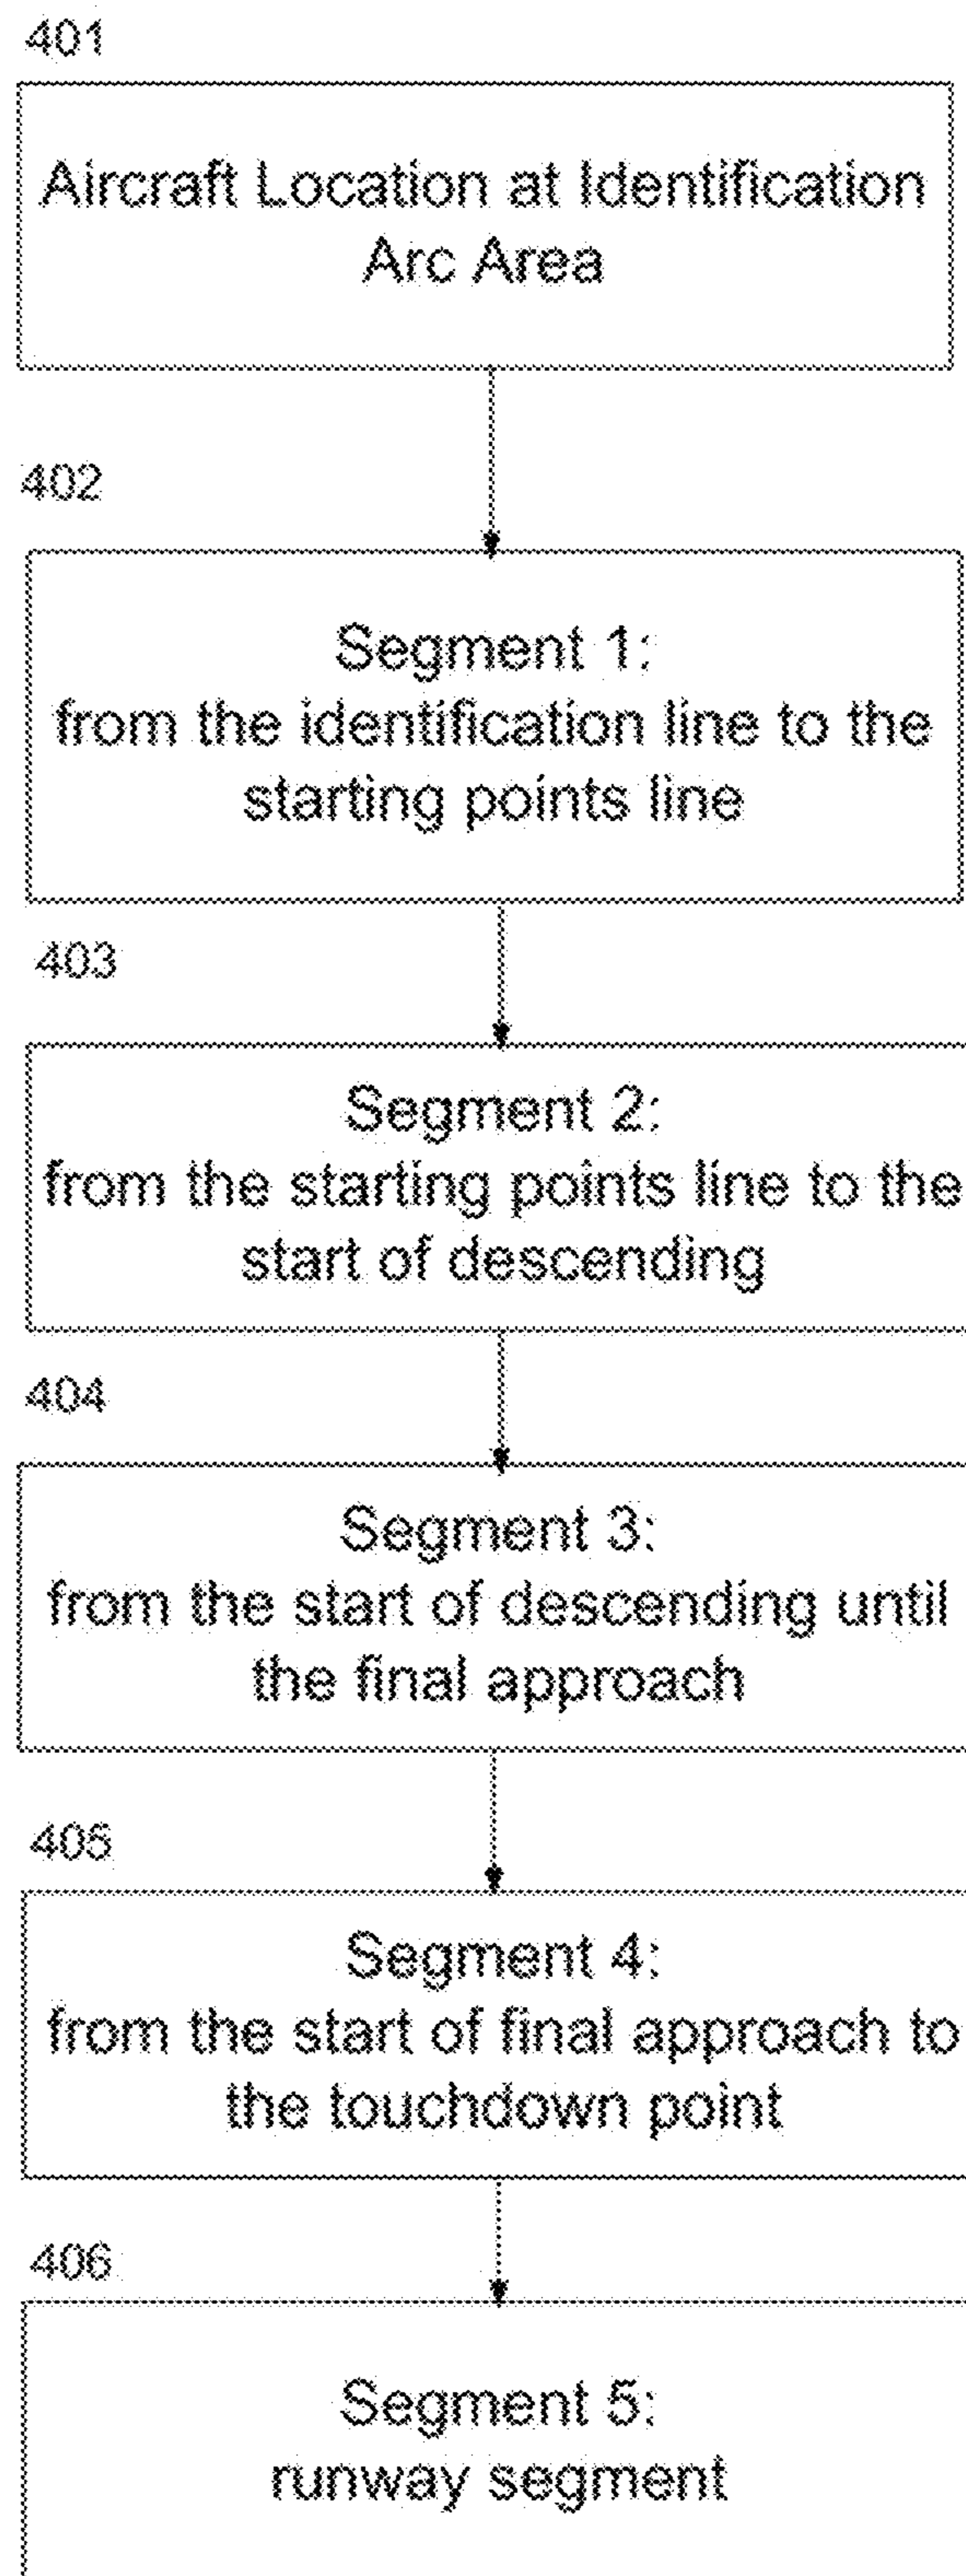 401
Aircraft Location at Identification
Arc Area
402
Segment 1:
from the identification line to the
starting points line
403
Segment 2:
from the starting points line to the
start of descending
404
Segment 3:
from the start of descending until
the final approach
405
Segment 4:
from the start of final approach to
the touchdown point
406
Segment 5:
runway segment